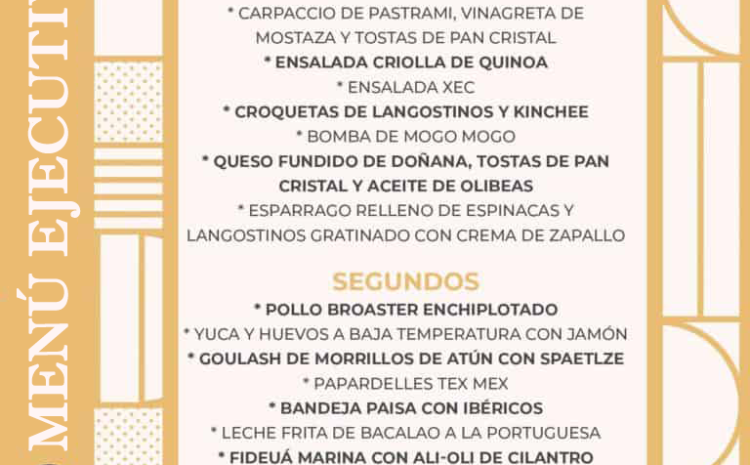 MENÚ EJECUTI
* CARPACCIO DE PASTRAMI, VINAGRETA DE
MOSTAZA Y TOSTAS DE PAN CRISTAL
* ENSALADA CRIOLLA DE QUINOA
* ENSALADA XEC
* CROQUETAS DE LANGOSTINOS Y KINCHEE
* BOMBA DE MOGO MOGO
* QUESO FUNDIDO DE DOÑANA, TOSTAS DE PAN
CRISTAL Y ACEITE DE OLIBEAS
* ESPARRAGO RELLENO DE ESPINACAS Y
LANGOSTINOS GRATINADO CON CREMA DE ZAPALLO
SEGUNDOS
* POLLO BROASTER ENCHIPLOTADO
* YUCA Y HUEVOS A BAJA TEMPERATURA CON JAMÓN
* GOULASH DE MORRILLOS DE ATÚN CON SPAETLZE
* PAPARDELLES TEX MEX
* BANDEJA PAISA CON IBÉRICOS
* LECHE FRITA DE BACALAO A LA PORTUGUESA
* FIDEUÁ MARINA CON ALI-OLI DE CILANTRO